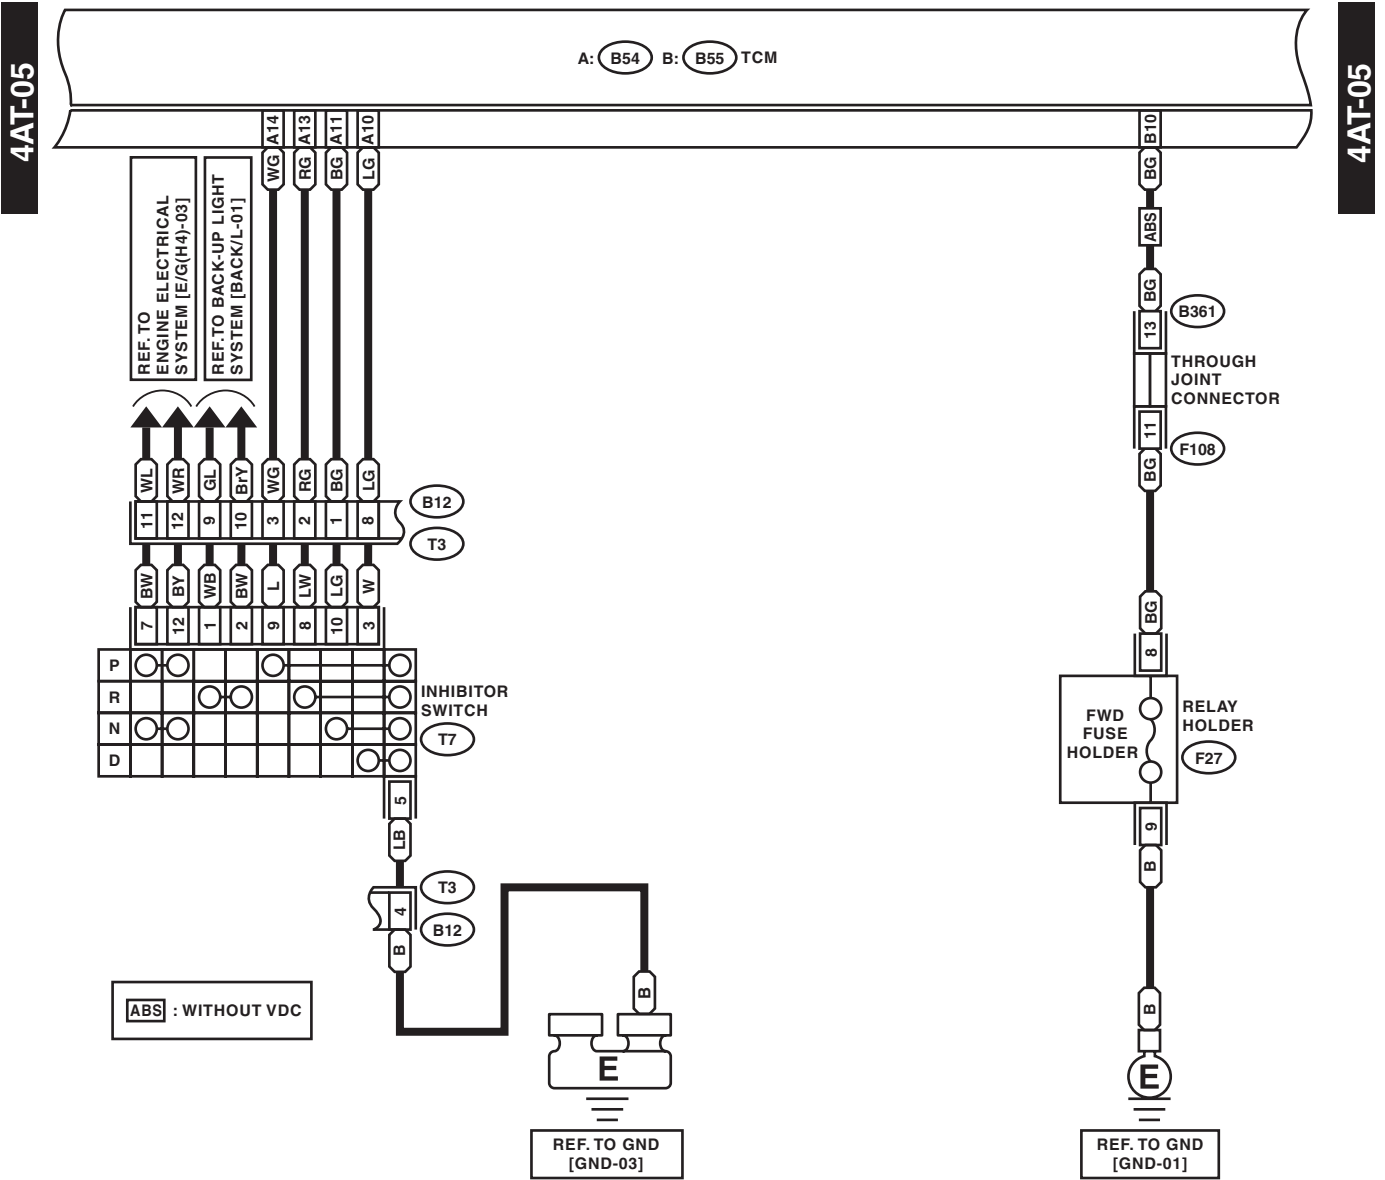 4AT-05
4AT-05
A: B54 B: B55 TCM
A14 A13 A11 A10 B10
WG RG BG LG BG
ABS
REF. TO
ENGINE ELECTRICAL
SYSTEM [E/G(H4)-03]
REF.TO BACK-UP LIGHT
SYSTEM [BACK/L-01]
BG
13
B361
THROUGH
JOINT
CONNECTOR
11
F108
BG
WL WR GL BrY WG RG BG LG
11 12 9 10 3 2 1 8
B12
T3
BW BY WB BW L LW LG W
7 12 1 2 9 8 10 3
BG
8
P
R
N
D
INHIBITOR
SWITCH
T7
FWD
FUSE
HOLDER
RELAY
HOLDER
F27
5
LB
9
B
T3
4
B12
B
B
B
ABS : WITHOUT VDC
E
E
REF. TO GND
[GND-03]
REF. TO GND
[GND-01]